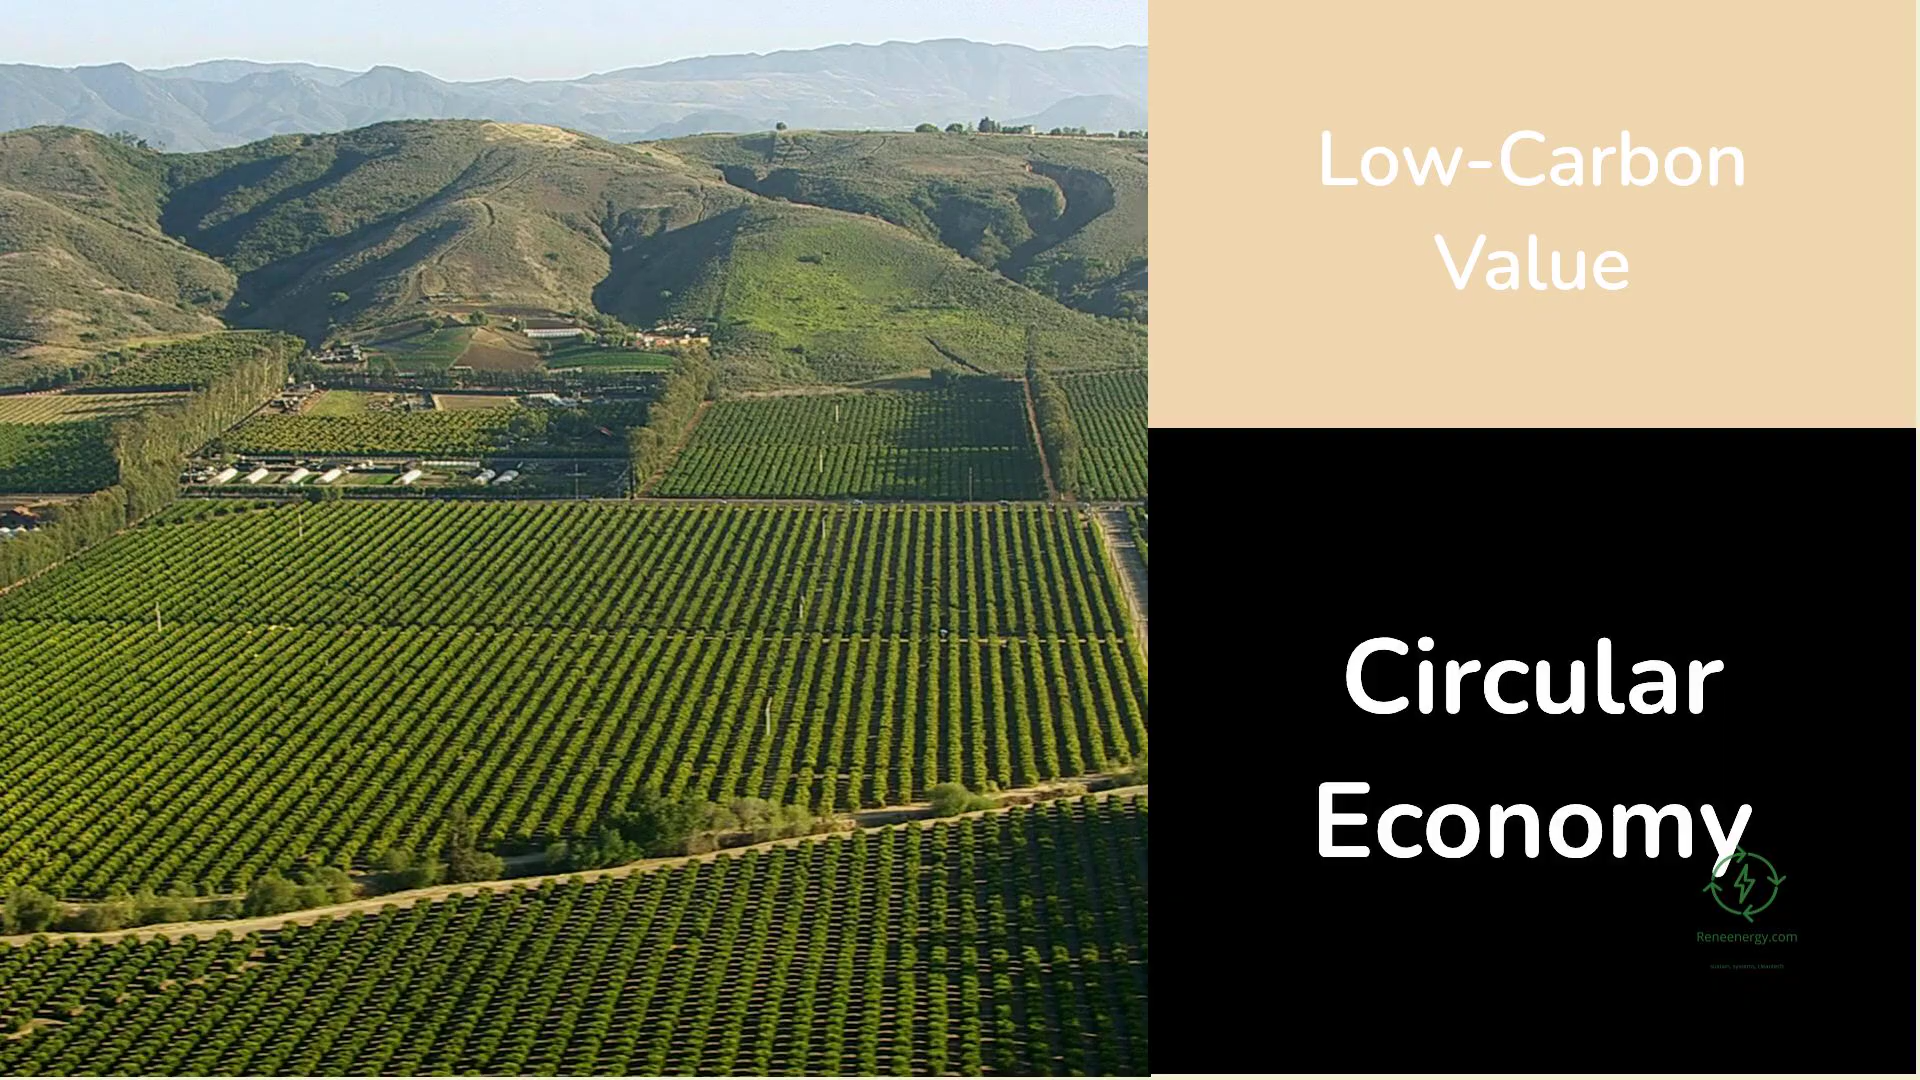 Low-Carbon
Value
Circular
Economy
Reneenergy.com